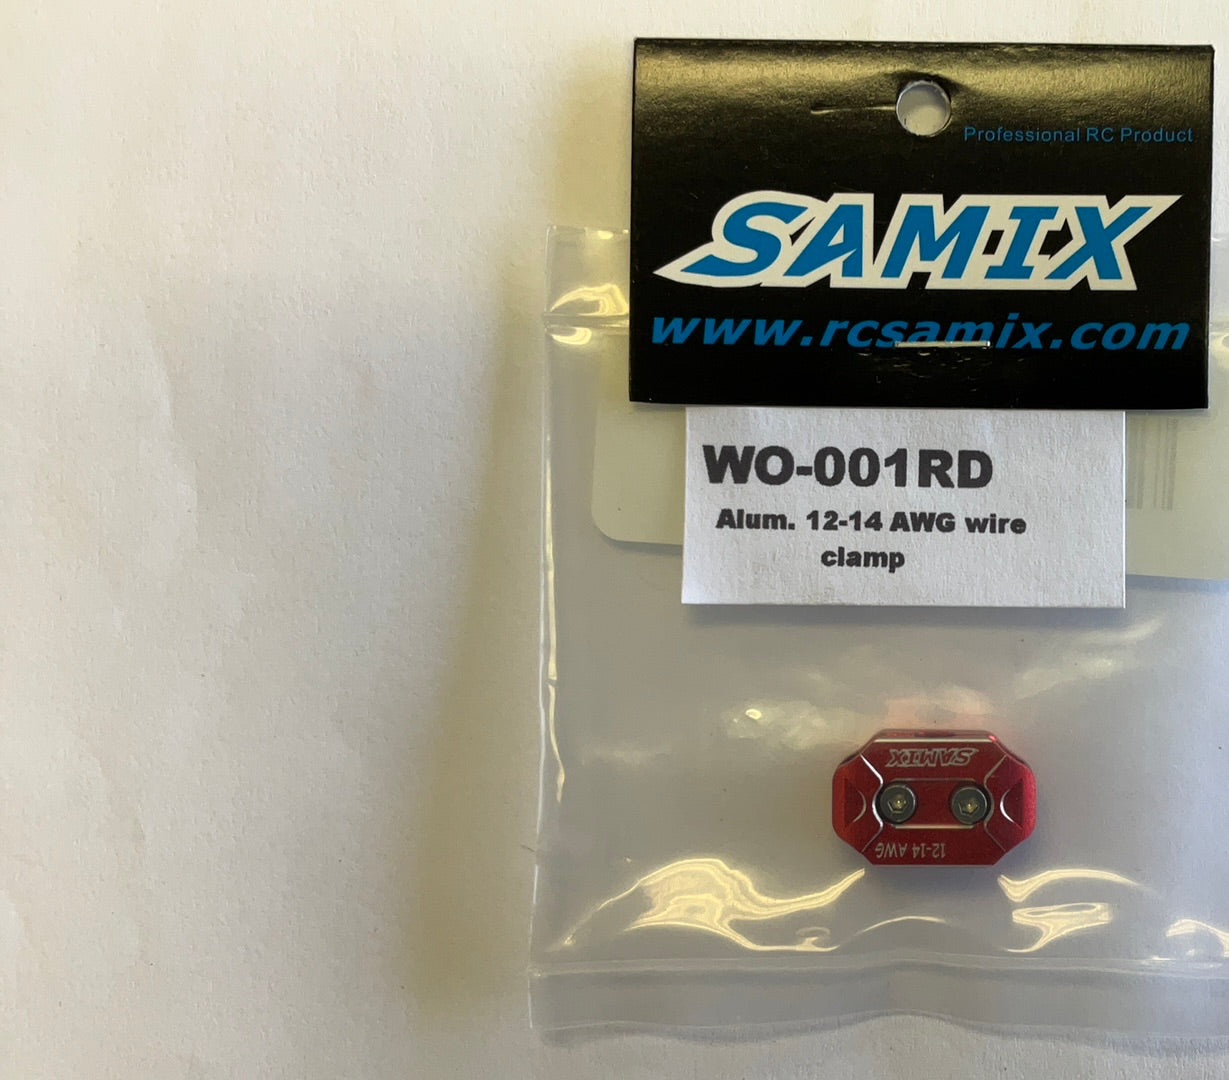 Professional RC Product
SAMIX
www.rcsamix.com
WO-001RD
Alum. 12-14 AWG wire
clamp
SAMIX
12-14 AWG